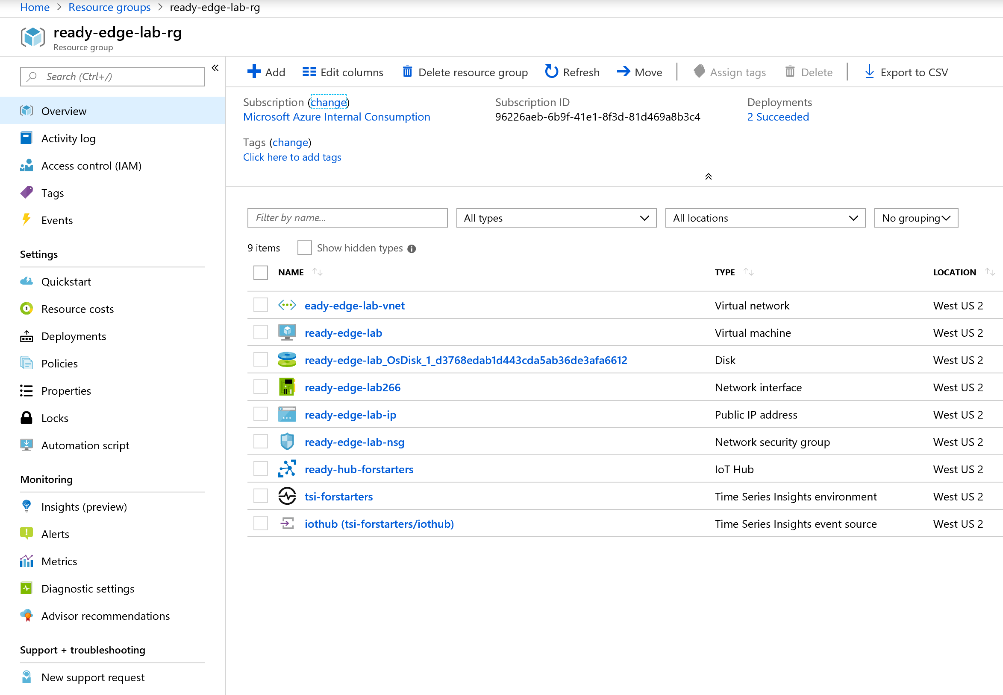 Home > Resource groups > ready-edge-lab-rg
ready-edge-lab-rg
Resource group
Search (Ctrl+/)
«
Overview
Activity log
Access control (IAM)
Tags
Events
Settings
Quickstart
Resource costs
Deployments
Policies
Properties
Locks
Automation script
Monitoring
Insights (preview)
Alerts
Metrics
Diagnostic settings
Advisor recommendations
Support + troubleshooting
New support request
Add Edit columns Delete resource group Refresh Move Assign tags Delete Export to CSV
Subscription (change) Subscription ID Deployments
Microsoft Azure Internal Consumption 96226aeb-6b9f-41e1-8f3d-81d469a8b3c4 2 Succeeded
Tags (change)
Click here to add tags
Filter by name... All types All locations No grouping
9 items Show hidden types
NAME TYPE LOCATION
eady-edge-lab-vnet Virtual network West US 2
ready-edge-lab Virtual machine West US 2
ready-edge-lab_OsDisk_1_d3768edab1d443cda5ab36de3afa6612 Disk West US 2
ready-edge-lab266 Network interface West US 2
ready-edge-lab-ip Public IP address West US 2
ready-edge-lab-nsg Network security group West US 2
ready-hub-forstarters IoT Hub West US 2
tsi-forstarters Time Series Insights environment West US 2
iothub (tsi-forstarters/iothub) Time Series Insights event source West US 2